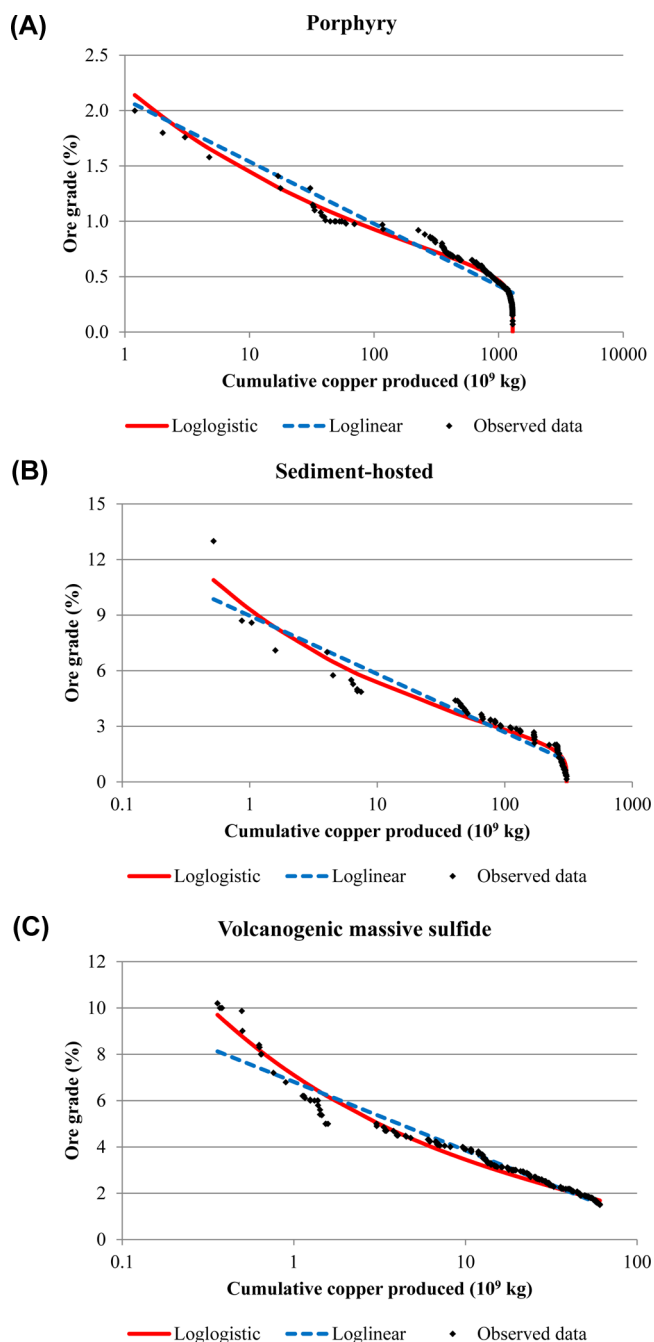 (A)
Porphyry
Ore grade (%)
2.5
2.0
1.5
1.0
0.5
0.0
1 10 100 1000 10000
Cumulative copper produced (10⁹ kg)
Loglogistic Loglinear Observed data
(B)
Sediment-hosted
Ore grade (%)
15
12
9
6
3
0
0.1 1 10 100 1000
Cumulative copper produced (10⁹ kg)
Loglogistic Loglinear Observed data
(C)
Volcanogenic massive sulfide
Ore grade (%)
12
10
8
6
4
2
0
0.1 1 10 100
Cumulative copper produced (10⁹ kg)
Loglogistic Loglinear Observed data